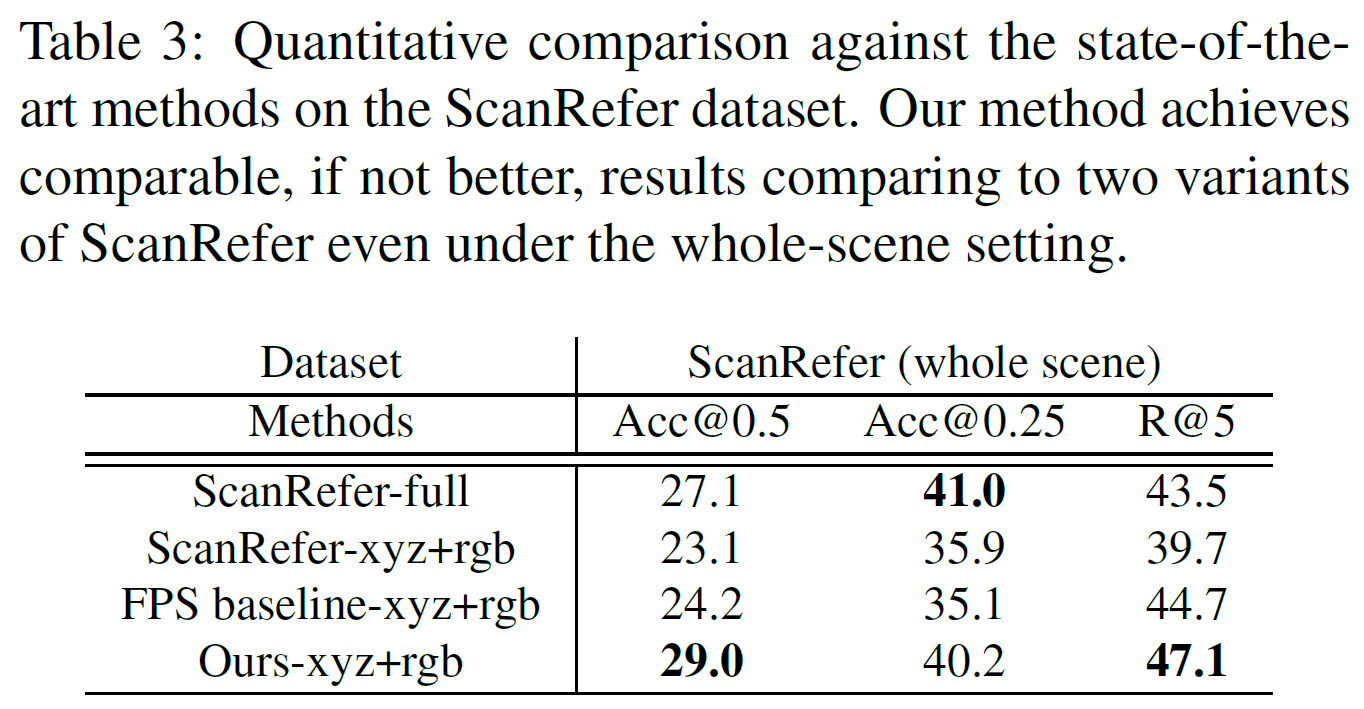 Table 3: Quantitative comparison against the state-of-the-
art methods on the ScanRefer dataset. Our method achieves
comparable, if not better, results comparing to two variants
of ScanRefer even under the whole-scene setting.
Dataset ScanRefer (whole scene)
Methods Acc@0.5 Acc@0.25 R@5
ScanRefer-full 27.1 41.0 43.5
ScanRefer-xyz+rgb 23.1 35.9 39.7
FPS baseline-xyz+rgb 24.2 35.1 44.7
Ours-xyz+rgb 29.0 40.2 47.1